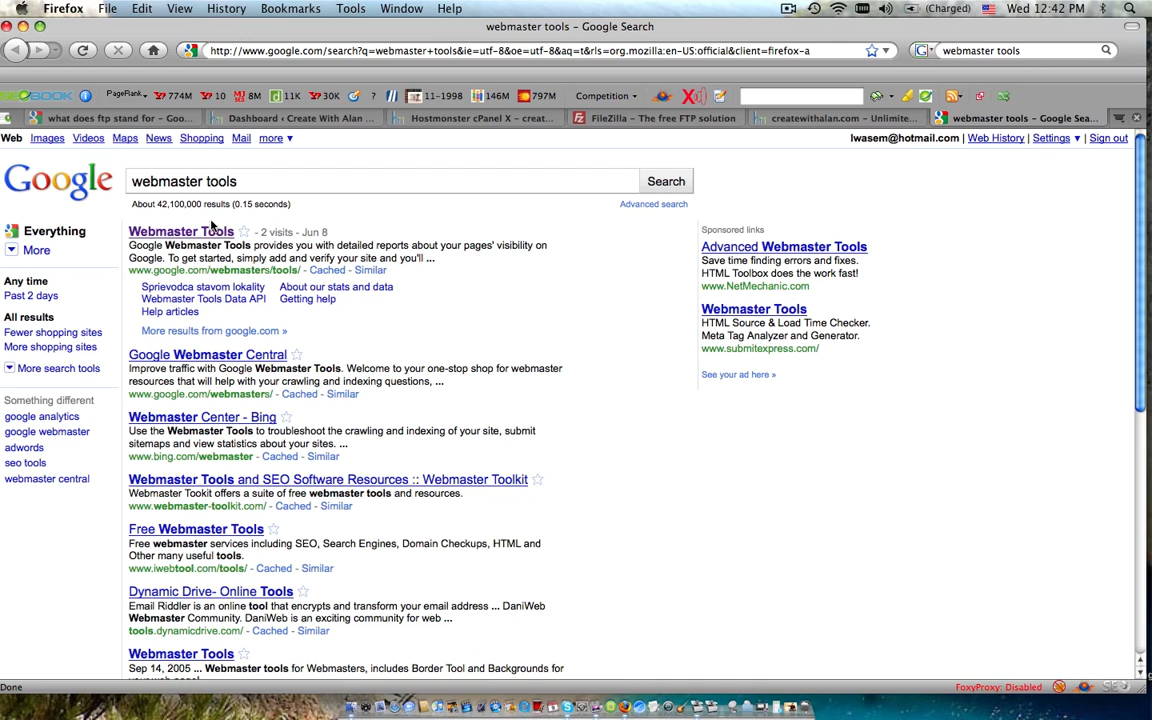 Firefox File Edit View History Bookmarks Tools Window Help (Charged) Wed 12:42 PM
webmaster tools - Google Search
http://www.google.com/search?q=webmaster+tools&ie=utf-8&oe=utf-8&aq=t&rls=org.mozilla:en-US:official&client=firefox-a webmaster tools
PageRank 774M 10 8M 11K 30K ? 11-1998 146M 797M Competition
what does ftp stand for - Goo... Dashboard ‹ Create With Alan ... Hostmonster cPanel X - creat... FileZilla - The free FTP solution createwithalan.com - Unlimite... webmaster tools - Google Sea...
Web Images Videos Maps News Shopping Mail more ▼ lwasem@hotmail.com | Web History | Settings ▼ | Sign out
Google webmaster tools Search
About 42,100,000 results (0.15 seconds) Advanced search
Everything
More
Any time
Past 2 days
All results
Fewer shopping sites
More shopping sites
More search tools
Something different
google analytics
google webmaster
adwords
seo tools
webmaster central
Webmaster Tools - 2 visits - Jun 8
Google Webmaster Tools provides you with detailed reports about your pages' visibility on
Google. To get started, simply add and verify your site and you'll ...
www.google.com/webmasters/tools/ - Cached - Similar
Sprievodca stavom lokality About our stats and data
Webmaster Tools Data API Getting help
Help articles
More results from google.com »
Google Webmaster Central
Improve traffic with Google Webmaster Tools. Welcome to your one-stop shop for webmaster
resources that will help with your crawling and indexing questions, ...
www.google.com/webmasters/ - Cached - Similar
Webmaster Center - Bing
Use the Webmaster Tools to troubleshoot the crawling and indexing of your site, submit
sitemaps and view statistics about your sites. ...
www.bing.com/webmaster - Cached - Similar
Webmaster Tools and SEO Software Resources :: Webmaster Toolkit
Webmaster Tookit offers a suite of free webmaster tools and resources.
www.webmaster-toolkit.com/ - Cached - Similar
Free Webmaster Tools
Free webmaster services including SEO, Search Engines, Domain Checkups, HTML and
Other many useful tools.
www.iwebtool.com/tools/ - Cached - Similar
Dynamic Drive- Online Tools
Email Riddler is an online tool that encrypts and transform your email address ... DaniWeb
Webmaster Community. DaniWeb is an exciting community for web ...
tools.dynamicdrive.com/ - Cached - Similar
Webmaster Tools
Sep 14, 2005 ... Webmaster tools for Webmasters, includes Border Tool and Backgrounds for
Sponsored links
Advanced Webmaster Tools
Save time finding errors and fixes.
HTML Toolbox does the work fast!
www.NetMechanic.com
Webmaster Tools
HTML Source & Load Time Checker.
Meta Tag Analyzer and Generator.
www.submitexpress.com/
See your ad here »
Done FoxyProxy: Disabled